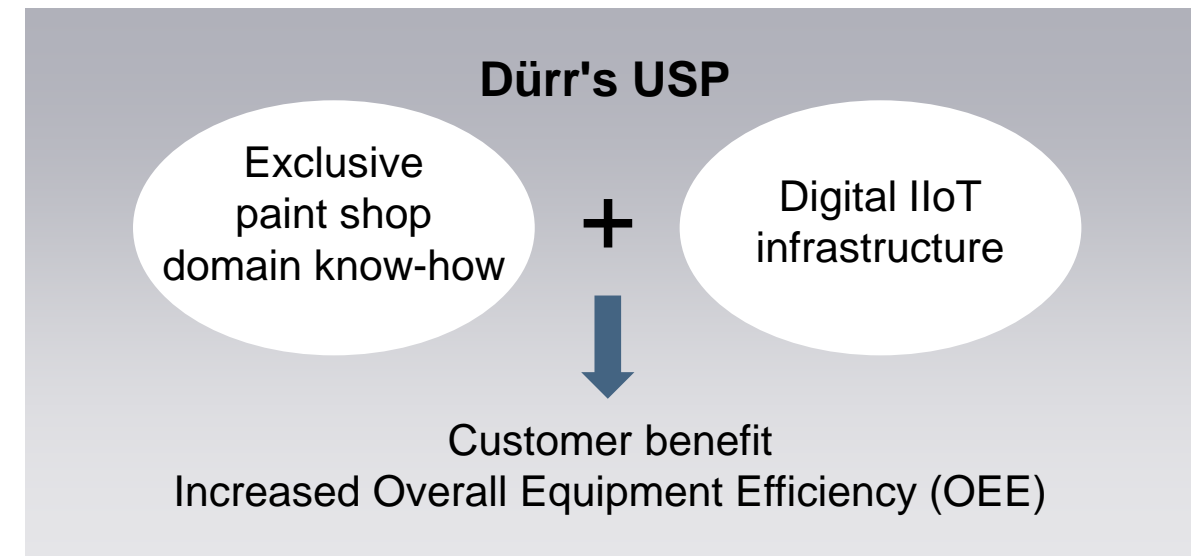 Dürr's USP
Exclusive
paint shop
domain know-how
+
Digital IIoT
infrastructure
Customer benefit
Increased Overall Equipment Efficiency (OEE)